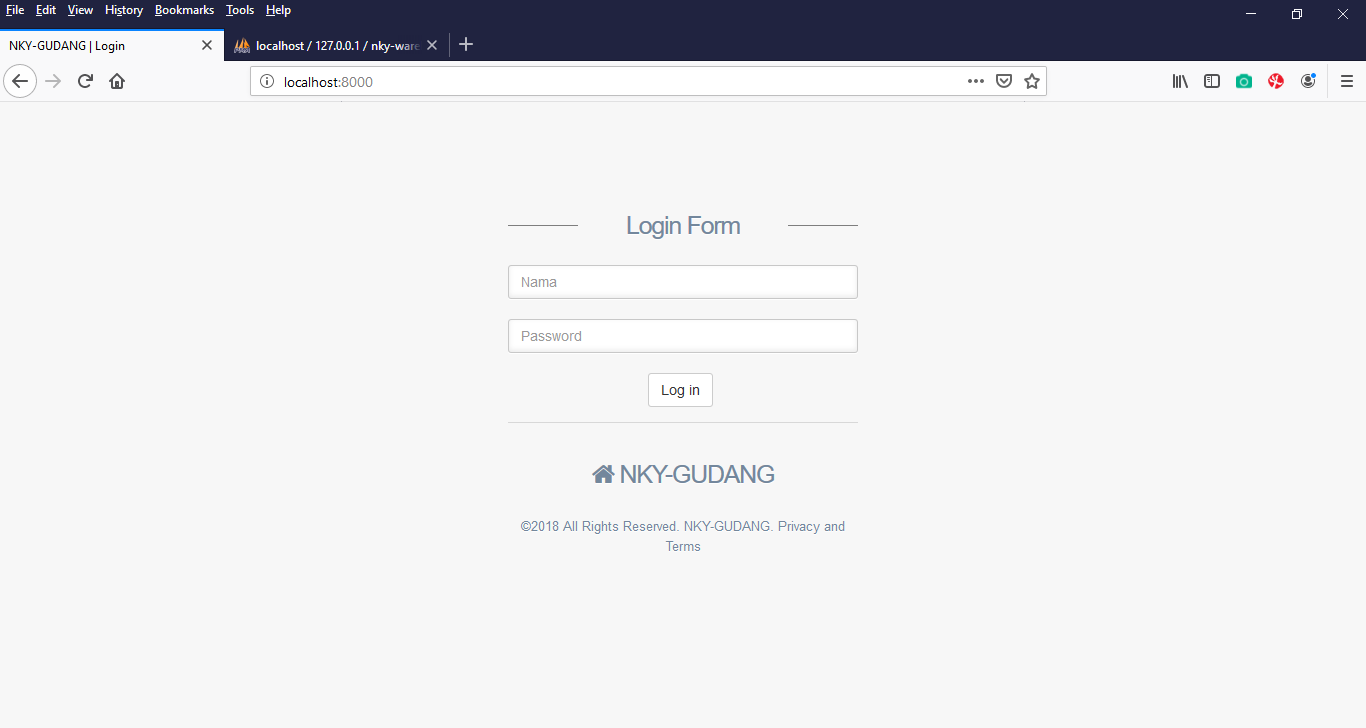 File Edit View History Bookmarks Tools Help
NKY-GUDANG | Login
localhost / 127.0.0.1 / nky-ware
localhost:8000
Login Form
Nama
Password
Log in
NKY-GUDANG
©2018 All Rights Reserved. NKY-GUDANG. Privacy and
Terms